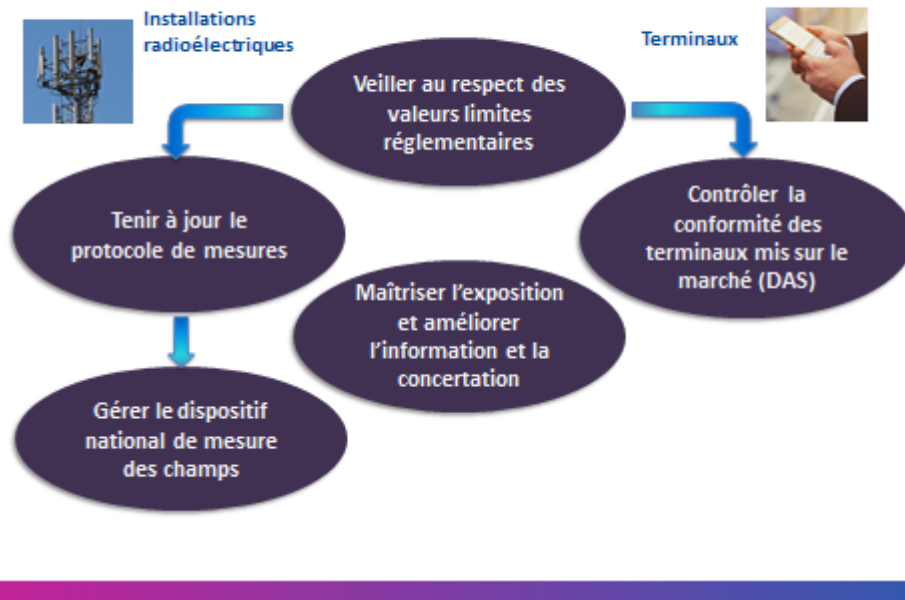 Installations
radioélectriques
Terminaux
Veiller au respect des
valeurs limites
réglementaires
Tenir à jour le
protocole de mesures
Contrôler la
conformité des
terminaux mis sur le
marché (DAS)
Maîtriser l'exposition
et améliorer
l'information et la
concertation
Gérer le dispositif
national de mesure
des champs